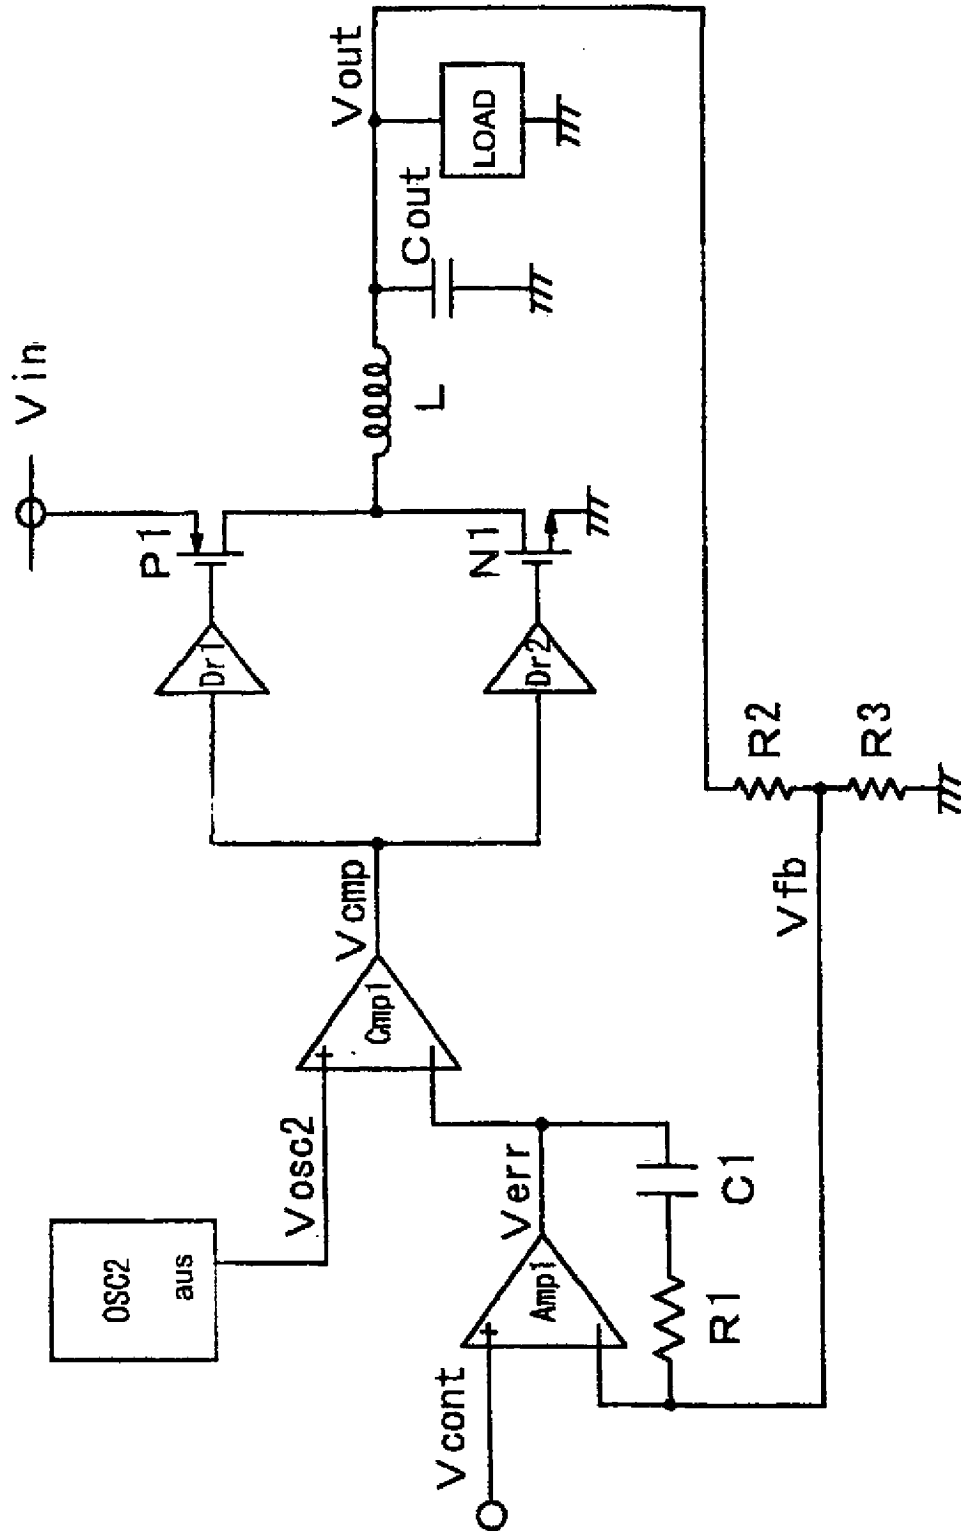 Vin
P1
Vout
Dr1
OSC2
aus
Vosc2
Cmp1
+
−
Vcmp
L
Cout
LOAD
N1
Dr2
Vcont
+
−
Amp1
Verr
R1
C1
Vfb
R2
R3